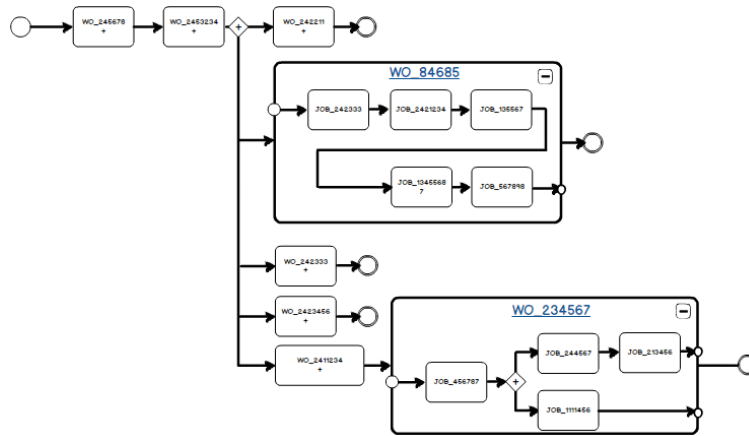 WO_245678
+
WO_2453234
+
+
WO_242211
+
WO_84685
JOB_242333
JOB_2421234
JOB_135567
JOB_1345568
7
JOB_567898
WO_242333
+
WO_2423456
+
WO_2411234
+
WO_234567
JOB_456787
+
JOB_244567
JOB_213456
JOB_1111456